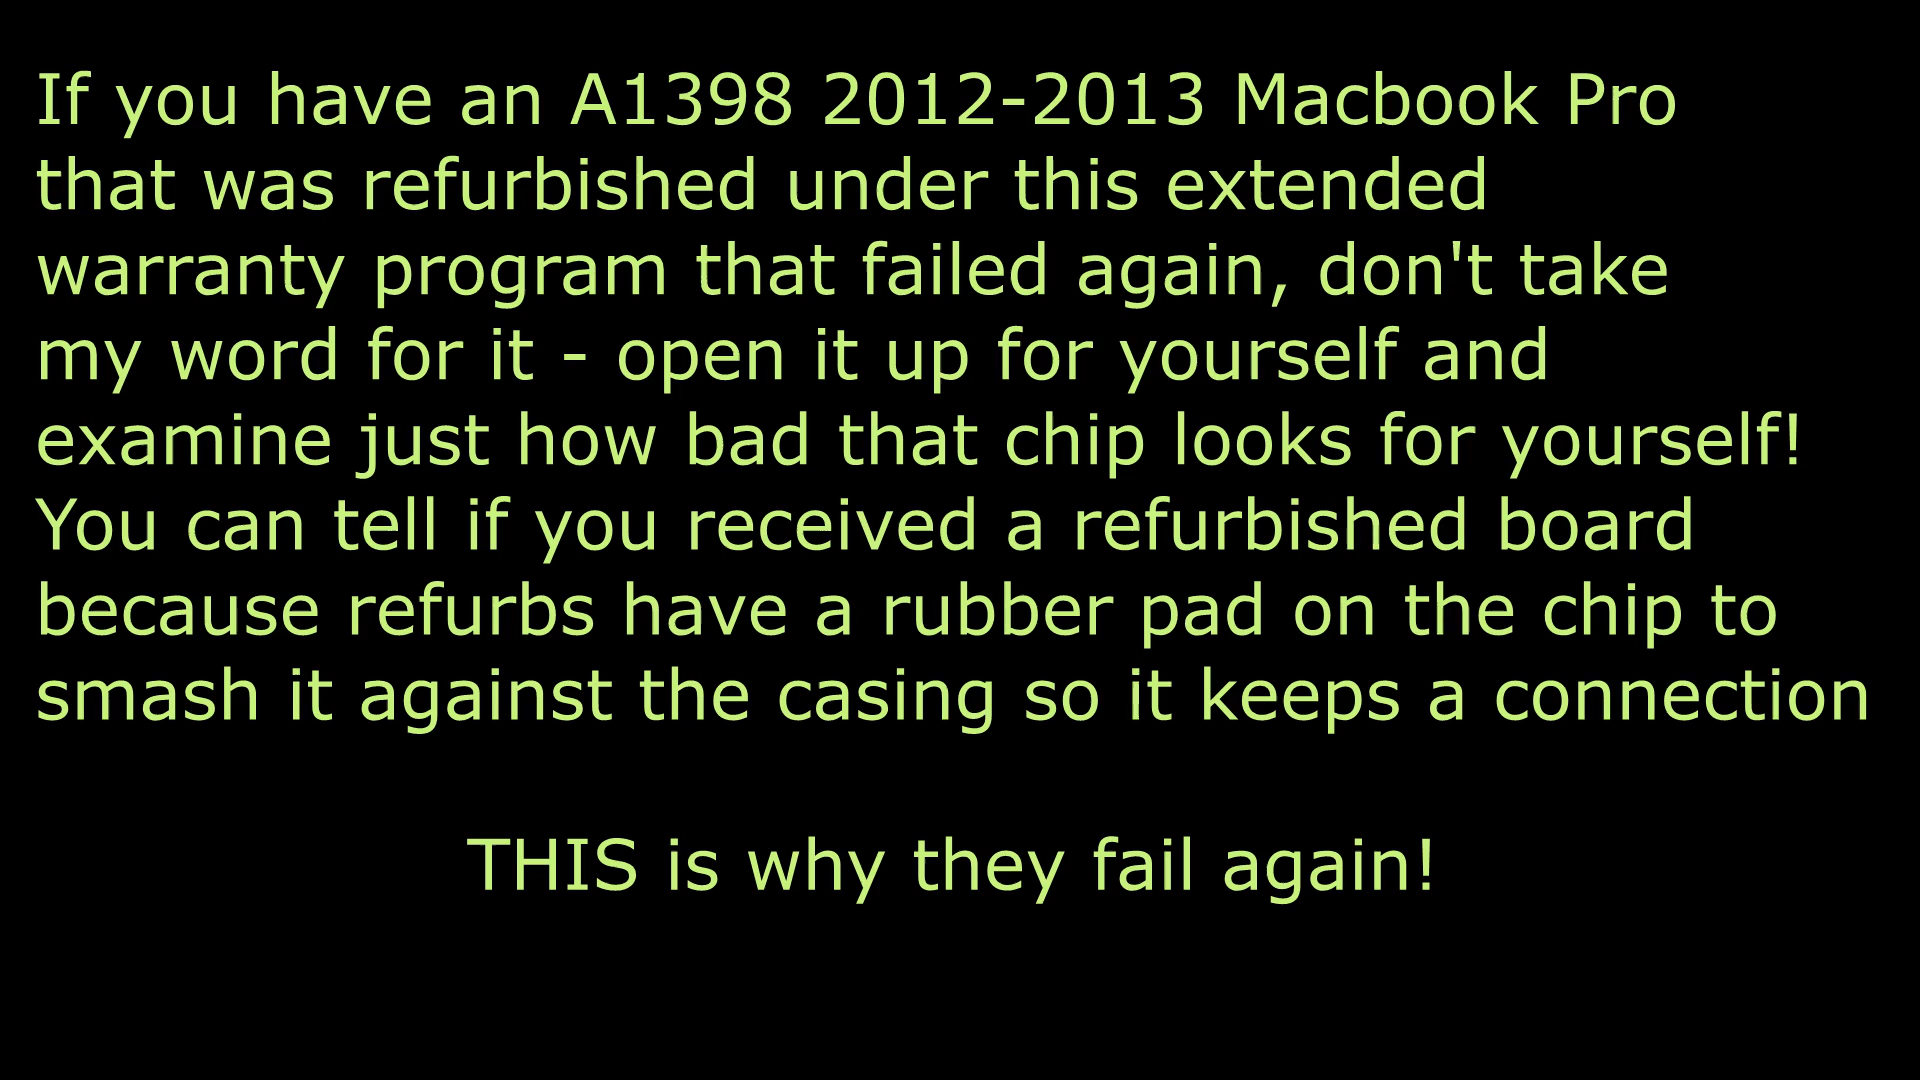 If you have an A1398 2012-2013 Macbook Pro
that was refurbished under this extended
warranty program that failed again, don't take
my word for it - open it up for yourself and
examine just how bad that chip looks for yourself!
You can tell if you received a refurbished board
because refurbs have a rubber pad on the chip to
smash it against the casing so it keeps a connection
THIS is why they fail again!